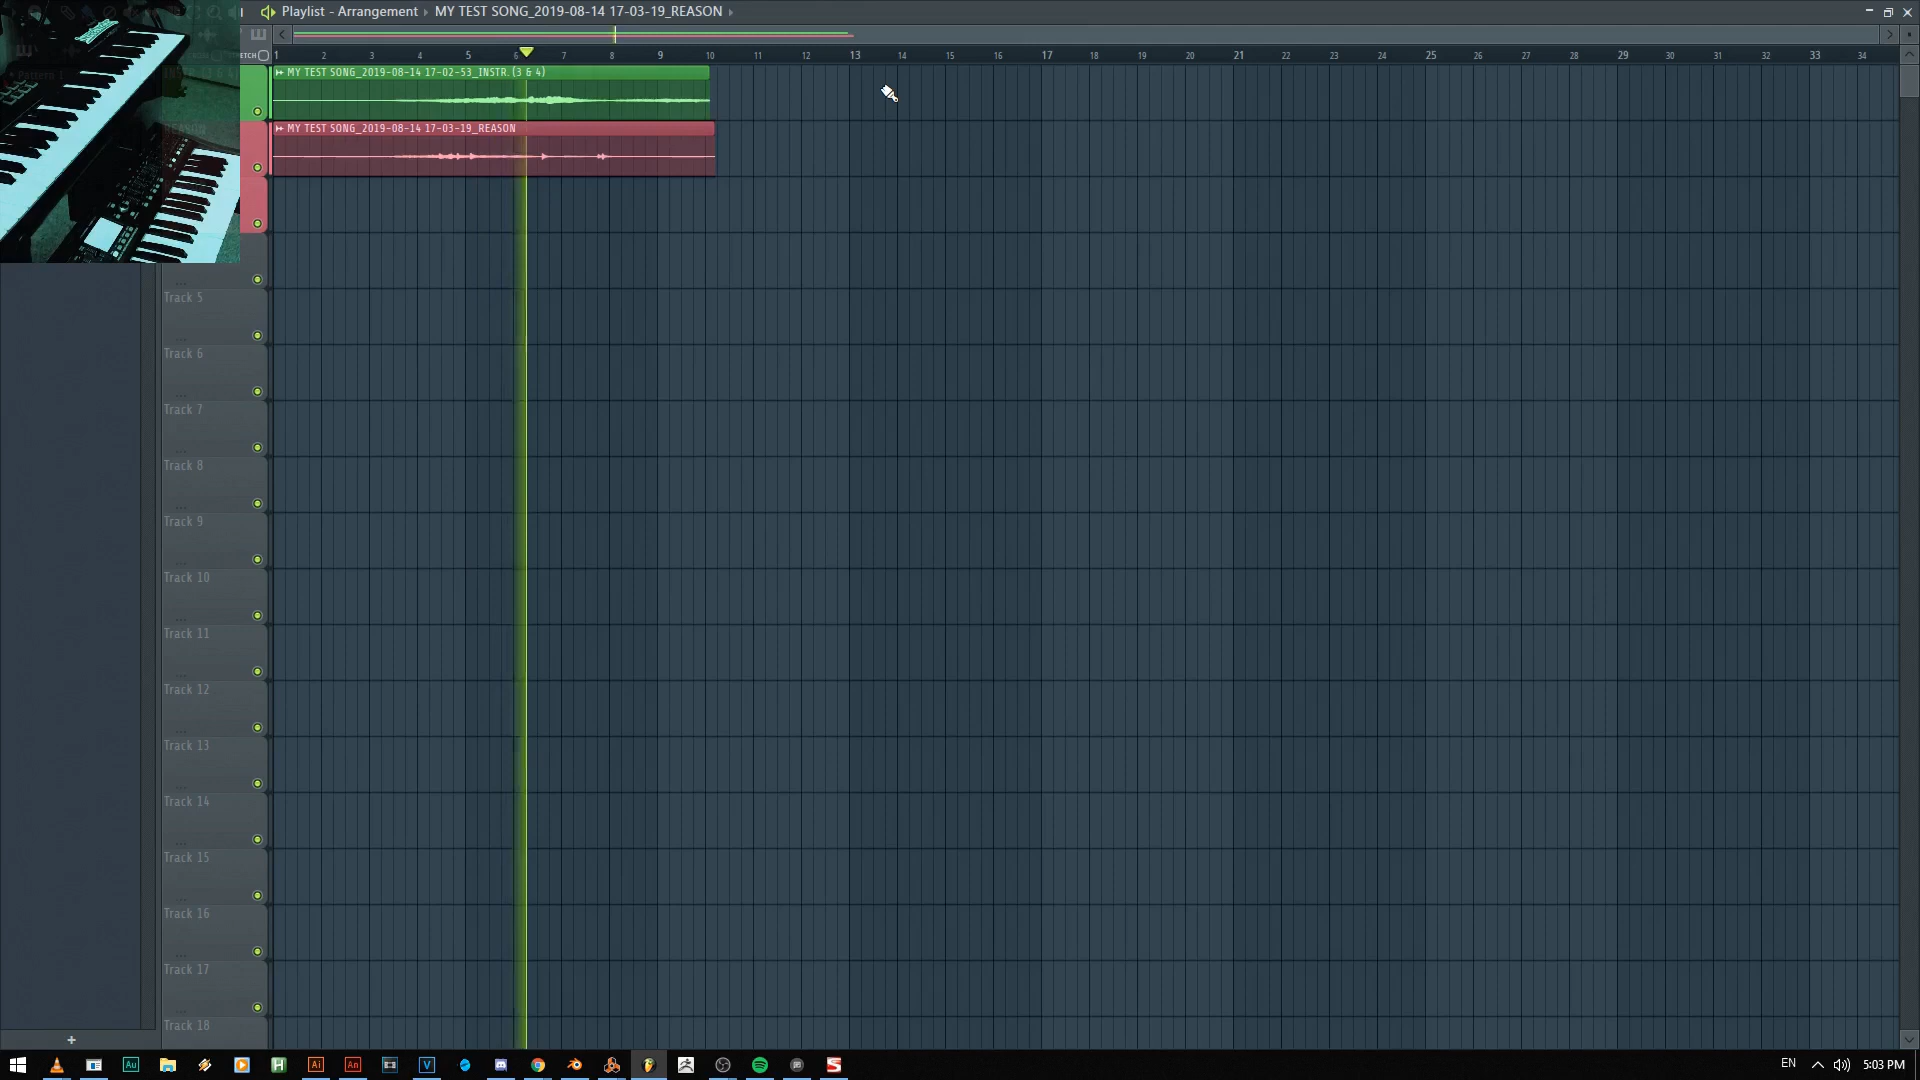 Playlist - Arrangement › MY TEST SONG_2019-08-14 17-03-19_REASON ›
1 2 3 4 5 6 7 8 9 10 11 12 13 14 15 16 17 18 19 20 21 22 23 24 25 26 27 28 29 30 31 32 33 34
MY TEST SONG_2019-08-14 17-02-53_INSTR.(3 & 4)
MY TEST SONG_2019-08-14 17-03-19_REASON
Track 5
Track 6
Track 7
Track 8
Track 9
Track 10
Track 11
Track 12
Track 13
Track 14
Track 15
Track 16
Track 17
Track 18
+
Au
H
Ai
An
V
S
EN
5:03 PM